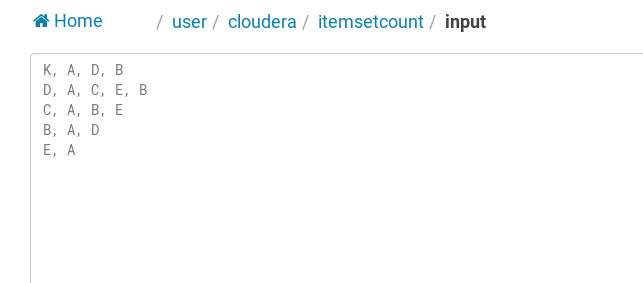 Home / user / cloudera / itemsetcount / input
K, A, D, B
D, A, C, E, B
C, A, B, E
B, A, D
E, A